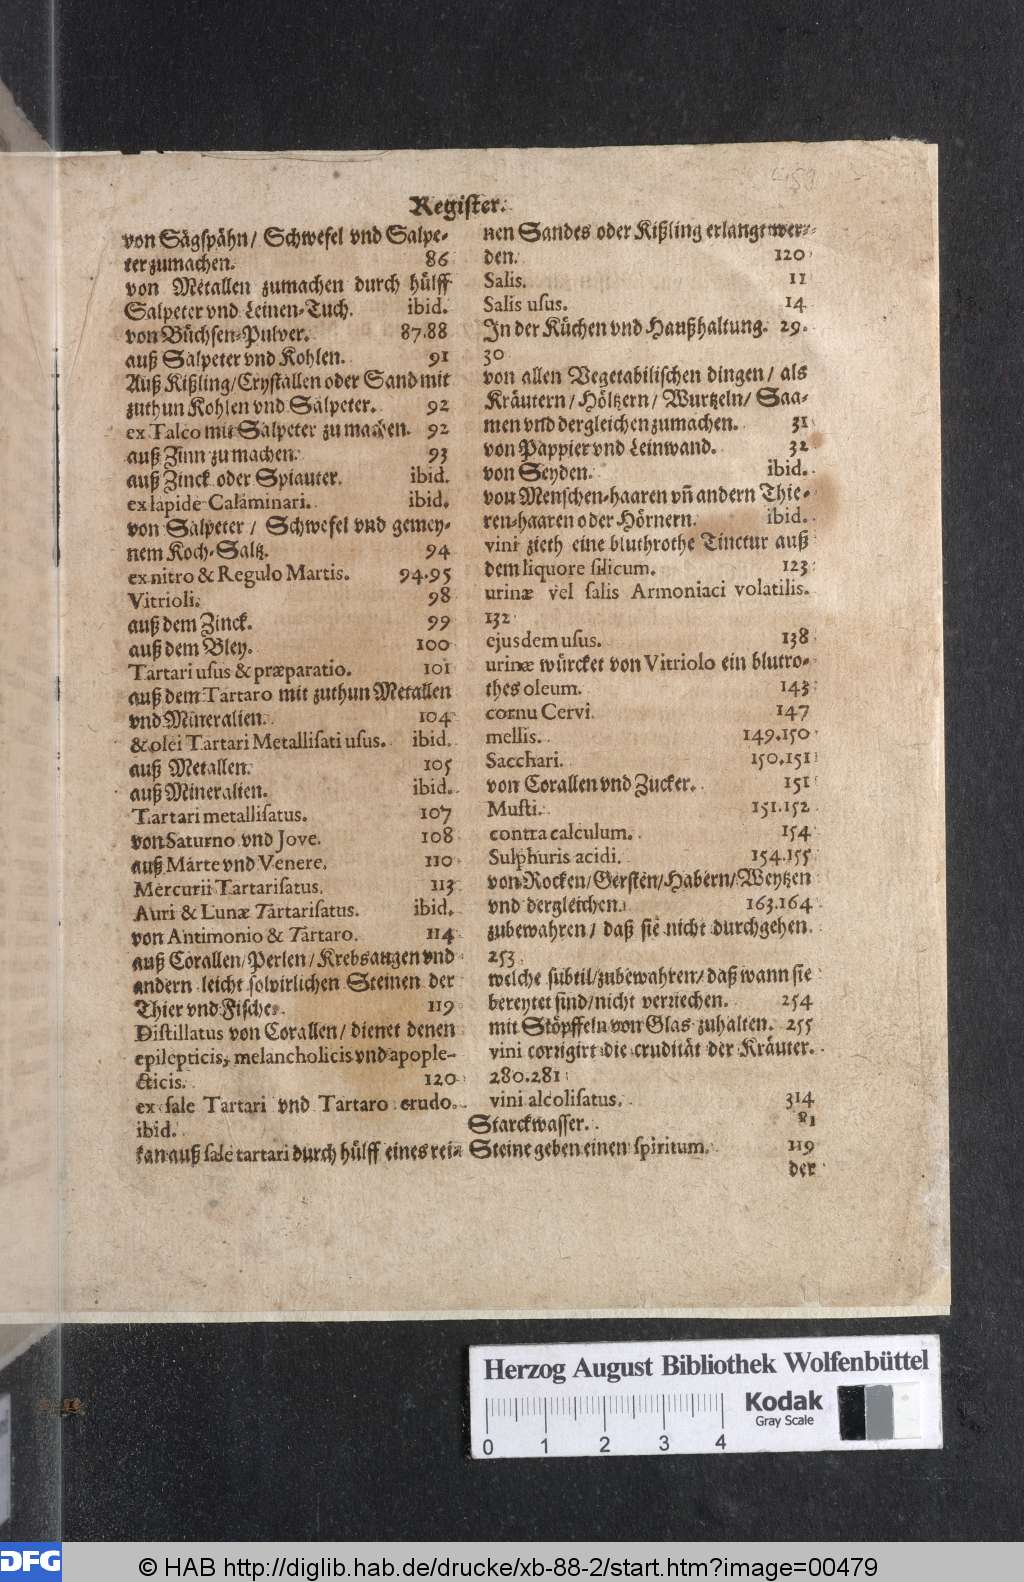 Register.
von Sägspähn/ Schwefel vnd Salpe-
ter zumachen. 86
von Metallen zumachen durch hülff
Salpeter vnd Leinen-Tuch. ibid.
von Büchsen-Pulver. 87.88
auß Salpeter vnd Kohlen. 91
Auß Kißling/Crystallen oder Sand mit
zuthun Kohlen vnd Salpeter. 92
ex Talco mit Salpeter zu machen. 92
auß Zinn zu machen. 93
auß Zinck oder Spiauter. ibid.
ex lapide Calaminari. ibid.
von Salpeter / Schwefel vnd gemey-
nem Koch-Saltz. 94
ex nitro & Regulo Martis. 94.95
Vitrioli. 98
auß dem Zinck. 99
auß dem Bley. 100
Tartari usus & præparatio. 101
auß dem Tartaro mit zuthun Metallen
vnd Mineralien. 104
& olei Tartari Metallisati usus. ibid.
auß Metallen. 105
auß Mineralien. ibid.
Tartari metallisatus. 107
von Saturno vnd Jove. 108
auß Marte vnd Venere. 110
Mercurii Tartarisatus. 113
Auri & Lunæ Tartarisatus. ibid.
von Antimonio & Tartaro. 114
auß Corallen/Perlen/Krebsaugen vnd
andern leicht solvirlichen Steinen der
Thier vnd Fische. 119
Distillatus von Corallen/ dienet denen
epilepticis, melancholicis vnd apople-
cticis. 120
ex sale Tartari vnd Tartaro crudo.
ibid.
kan auß sale tartari durch hülff eines rei-
nen Sandes oder Kißling erlangt wer-
den. 120
Salis. 11
Salis usus. 14
In der Küchen vnd Haußhaltung. 29.
30
von allen Vegetabilischen dingen/ als
Kräutern/ Höltzern/ Wurtzeln/ Saa-
men vnd dergleichen zumachen. 31
von Pappier vnd Leinwand. 32
von Seyden. ibid.
von Menschen-haaren vñ andern Thie-
ren-haaren oder Hörnern. ibid.
vini zieth eine bluthrothe Tinctur auß
dem liquore silicum. 123
urinæ vel salis Armoniaci volatilis.
132
ejusdem usus. 138
urinæ würcket von Vitriolo ein blutro-
thes oleum. 143
cornu Cervi. 147
mellis. 149.150
Sacchari. 150.151
von Corallen vnd Zucker. 151
Musti. 151.152
contra calculum. 154
Sulphuris acidi. 154.155
von Rocken/Gersten/Habern/Weytzen
vnd dergleichen. 163.164
zubewahren/ daß sie nicht durchgehen.
253
welche subtil/zubewahren/daß wann sie
bereytet sind/nicht verriechen. 254
mit Stöpffeln von Glas zuhalten. 255
vini corrigirt die crudität der Kräuter.
280.281
vini alcolisatus. 314
Starckwasser. 81
Steine geben einen spiritum. 119
der
Herzog August Bibliothek Wolfenbüttel
Kodak
Gray Scale
0 1 2 3 4
DFG
© HAB http://diglib.hab.de/drucke/xb-88-2/start.htm?image=00479